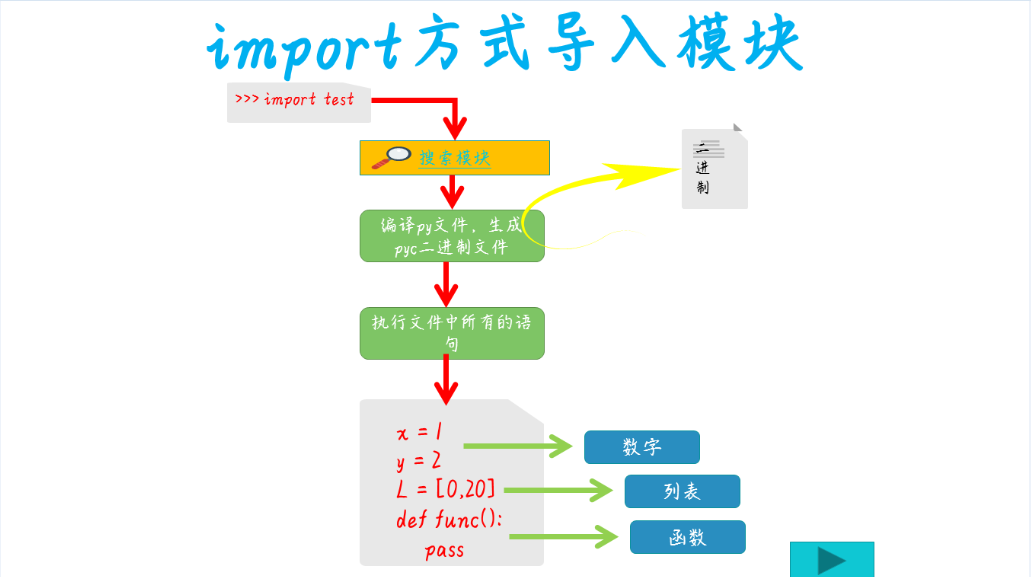 import方式导入模块
>>> import test
搜索模块
二
进
制
编译py文件，生成
pyc二进制文件
执行文件中所有的语
句
x = 1
y = 2
L = [0,20]
def func():
pass
数字
列表
函数